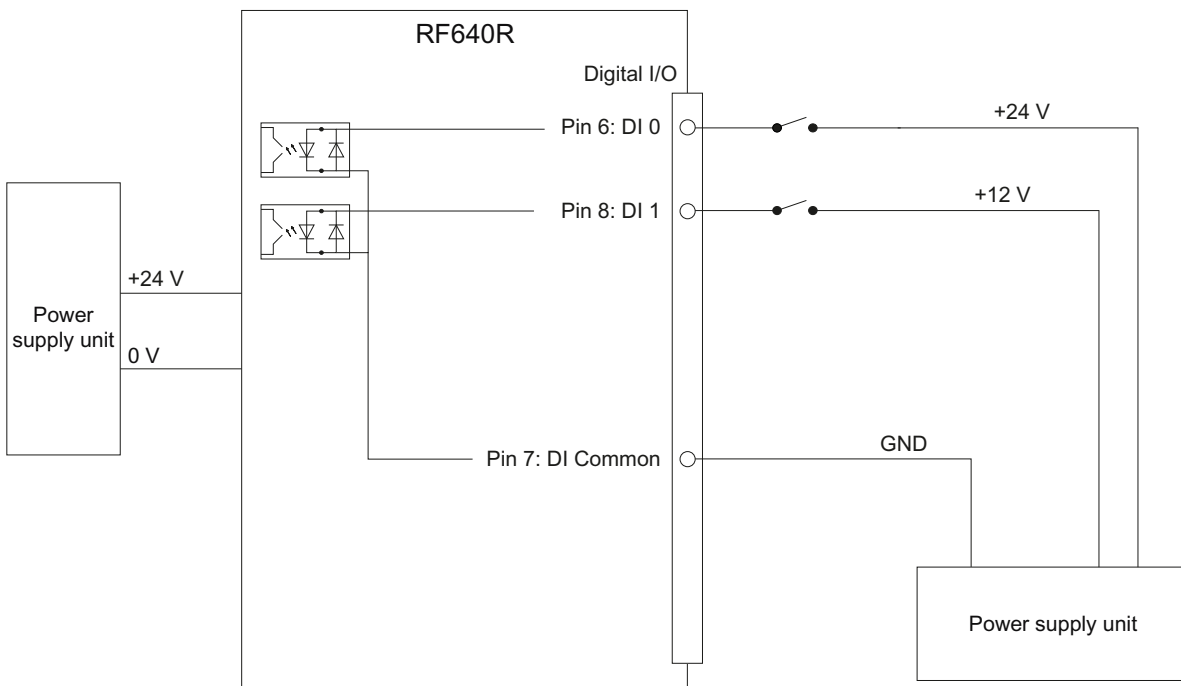 RF640R
Digital I/O
Pin 6: DI 0
+24 V
Pin 8: DI 1
+12 V
+24 V
Power
supply unit
0 V
Pin 7: DI Common
GND
Power supply unit